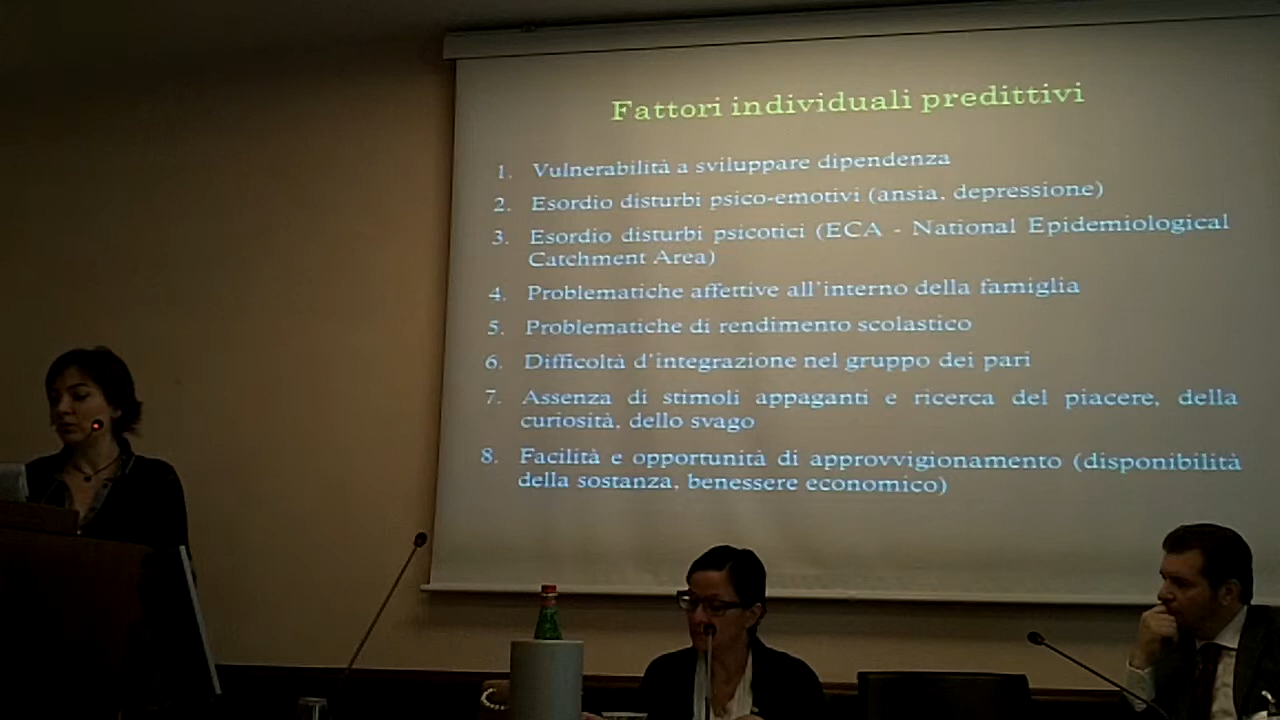 Fattori individuali predittivi
1. Vulnerabilità a sviluppare dipendenza
2. Esordio disturbi psico-emotivi (ansia, depressione)
3. Esordio disturbi psicotici (ECA - National Epidemiological
Catchment Area)
4. Problematiche affettive all'interno della famiglia
5. Problematiche di rendimento scolastico
6. Difficoltà d'integrazione nel gruppo dei pari
7. Assenza di stimoli appaganti e ricerca del piacere, della
curiosità, dello svago
8. Facilità e opportunità di approvvigionamento (disponibilità
della sostanza, benessere economico)